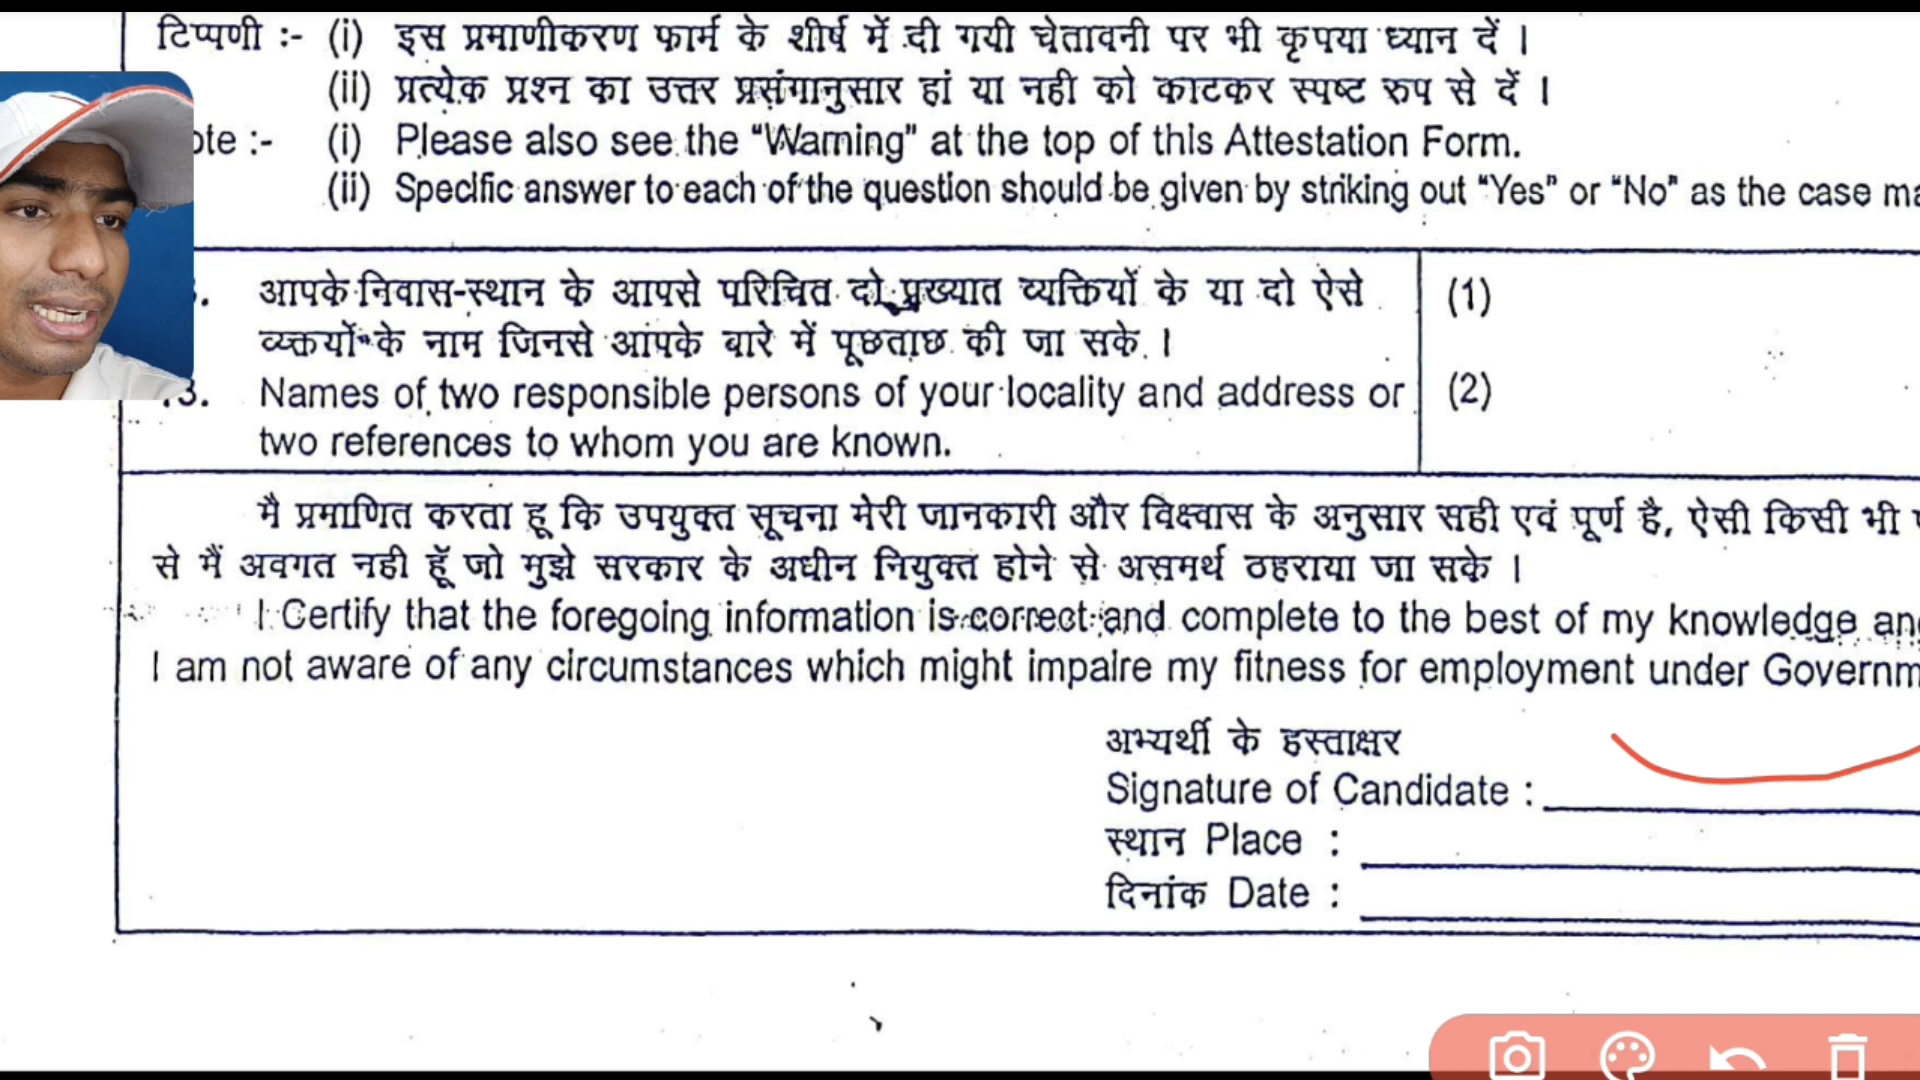 टिप्पणी :- (i) इस प्रमाणीकरण फार्म के शीर्ष में दी गयी चेतावनी पर भी कृपया ध्यान दें ।
(ii) प्रत्येक प्रश्न का उत्तर प्रसंगानुसार हां या नही को काटकर स्पष्ट रुप से दें ।
ote :- (i) Please also see the “Warning” at the top of this Attestation Form.
(ii) Specific answer to each of the question should be given by striking out “Yes” or “No” as the case ma
आपके निवास-स्थान के आपसे परिचित दो प्रख्यात व्यक्तियों के या दो ऐसे (1)
व्यक्तयों के नाम जिनसे आपके बारे में पूछताछ की जा सके ।
3. Names of two responsible persons of your locality and address or (2)
two references to whom you are known.
मै प्रमाणित करता हू कि उपयुक्त सूचना मेरी जानकारी और विश्वास के अनुसार सही एवं पूर्ण है, ऐसी किसी भी
से मैं अवगत नही हूँ जो मुझे सरकार के अधीन नियुक्त होने से असमर्थ ठहराया जा सके ।
I Certify that the foregoing information is correct and complete to the best of my knowledge an
I am not aware of any circumstances which might impaire my fitness for employment under Governm
अभ्यर्थी के हस्ताक्षर
Signature of Candidate :
स्थान Place :
दिनांक Date :